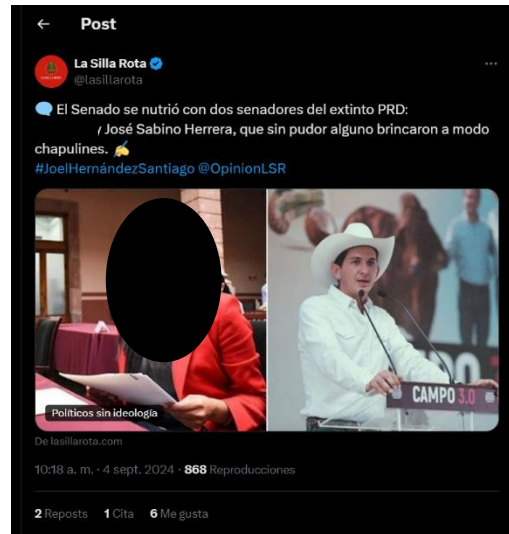 ← Post
La Silla Rota
@lasillarota
El Senado se nutrió con dos senadores del extinto PRD:
y José Sabino Herrera, que sin pudor alguno brincaron a modo
chapulines.
#JoelHernándezSantiago @OpinionLSR
CAMPO 3.0
Políticos sin ideología
De lasillarota.com
10:18 a. m. · 4 sept. 2024 · 868 Reproducciones
2 Reposts 1 Cita 6 Me gusta